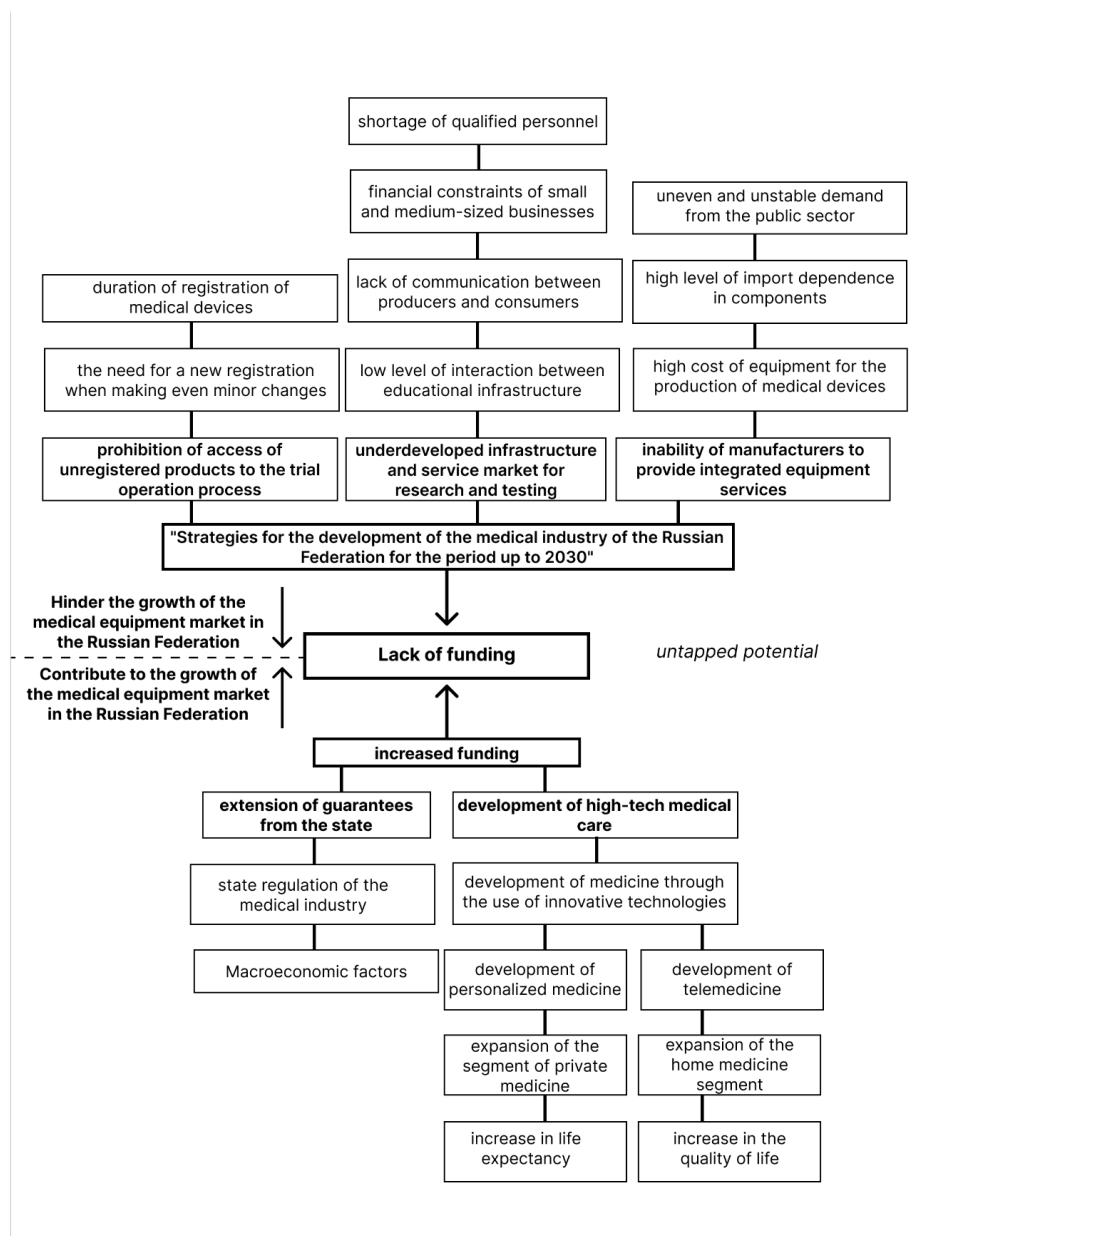 shortage of qualified personnel
financial constraints of small
and medium-sized businesses
uneven and unstable demand
from the public sector
duration of registration of
medical devices
lack of communication between
producers and consumers
high level of import dependence
in components
the need for a new registration
when making even minor changes
low level of interaction between
educational infrastructure
high cost of equipment for the
production of medical devices
prohibition of access of
unregistered products to the trial
operation process
underdeveloped infrastructure
and service market for
research and testing
inability of manufacturers to
provide integrated equipment
services
"Strategies for the development of the medical industry of the Russian
Federation for the period up to 2030"
Hinder the growth of the
medical equipment market in
the Russian Federation
Lack of funding
untapped potential
Contribute to the growth of
the medical equipment market
in the Russian Federation
increased funding
extension of guarantees
from the state
development of high-tech medical
care
state regulation of the
medical industry
development of medicine through
the use of innovative technologies
Macroeconomic factors
development of
personalized medicine
development of
telemedicine
expansion of the
segment of private
medicine
expansion of the
home medicine
segment
increase in life
expectancy
increase in the
quality of life